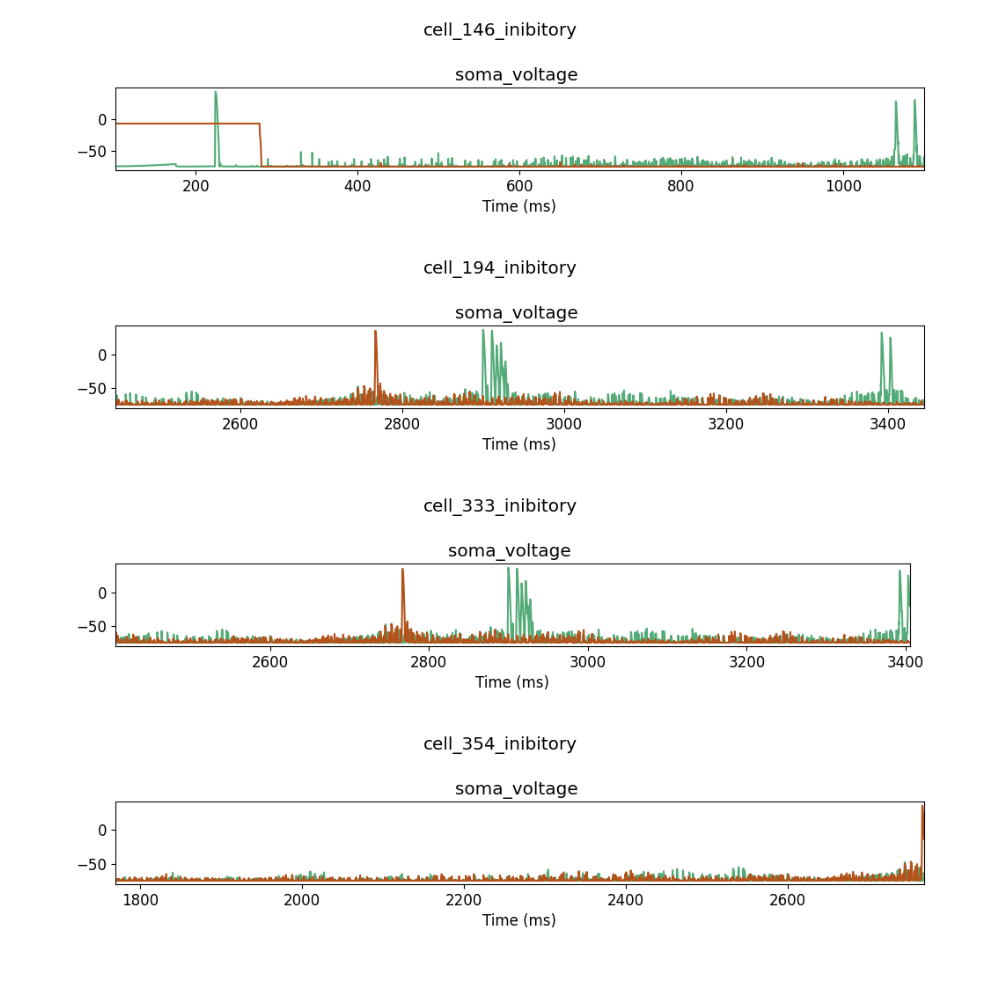 cell_146_inibitory
soma_voltage
0
−50
200 400 600 800 1000
Time (ms)
cell_194_inibitory
soma_voltage
0
−50
2600 2800 3000 3200 3400
Time (ms)
cell_333_inibitory
soma_voltage
0
−50
2600 2800 3000 3200 3400
Time (ms)
cell_354_inibitory
soma_voltage
0
−50
1800 2000 2200 2400 2600
Time (ms)